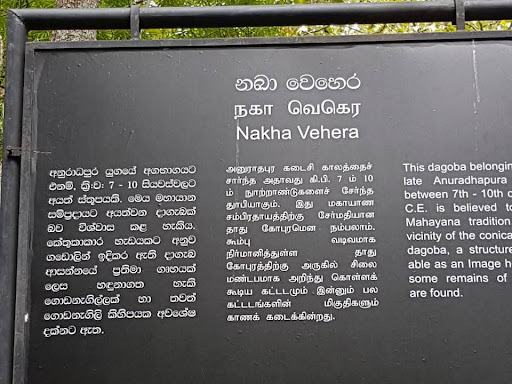 නඛා වෙහෙර
நகா வெகெர
Nakha Vehera
අනුරාධපුර යුගයේ අගභාගයට
එනම්, ක්‍රි:ව: 7 - 10 සියවස්වලට
අයත් ස්තූපයකි. මෙය මහායාන
සම්ප්‍රදායට අයත්වන දාගැබක්
බව විශ්වාස කළ හැකිය.
කේතුකාකාර හැඩයකට අනුව
ගඩොලින් ඉදිකර ඇති දාගැබ
ආසන්නයේ ප්‍රතිමා ගෘහයක්
ලෙස හඳුනාගත හැකි
ගොඩනැගිල්ලක් හා තවත්
ගොඩනැගිලි කිහිපයක අවශේෂ
දක්නට ඇත.
அனுராதபுர கடைசி காலத்தைச்
சார்ந்த அதாவது கி.பி. 7 ம் 10
ம் நூற்றாண்டுகளைச் சேர்ந்த
தூபியாகும். இது மகாயாண
சம்பிரதாயத்திற்கு சேர்மதியான
தாது கோபுரமென நம்பலாம்.
கூம்பு வடிவமாக
நிர்மானித்துள்ள தாது
கோபுரத்திற்கு அருகில் சிலை
மண்டபமாக அறிந்து கொள்ளக்
கூடிய கட்டடமும் இன்னும் பல
கட்டடங்களின் மிகுதிகளும்
காணக் கடைக்கின்றது.
This dagoba belonging
late Anuradhapura
between 7th - 10th c
C.E. is believed to
Mahayana tradition.
vicinity of the conica
dagoba, a structure
able as an Image h
some remains of
are found.